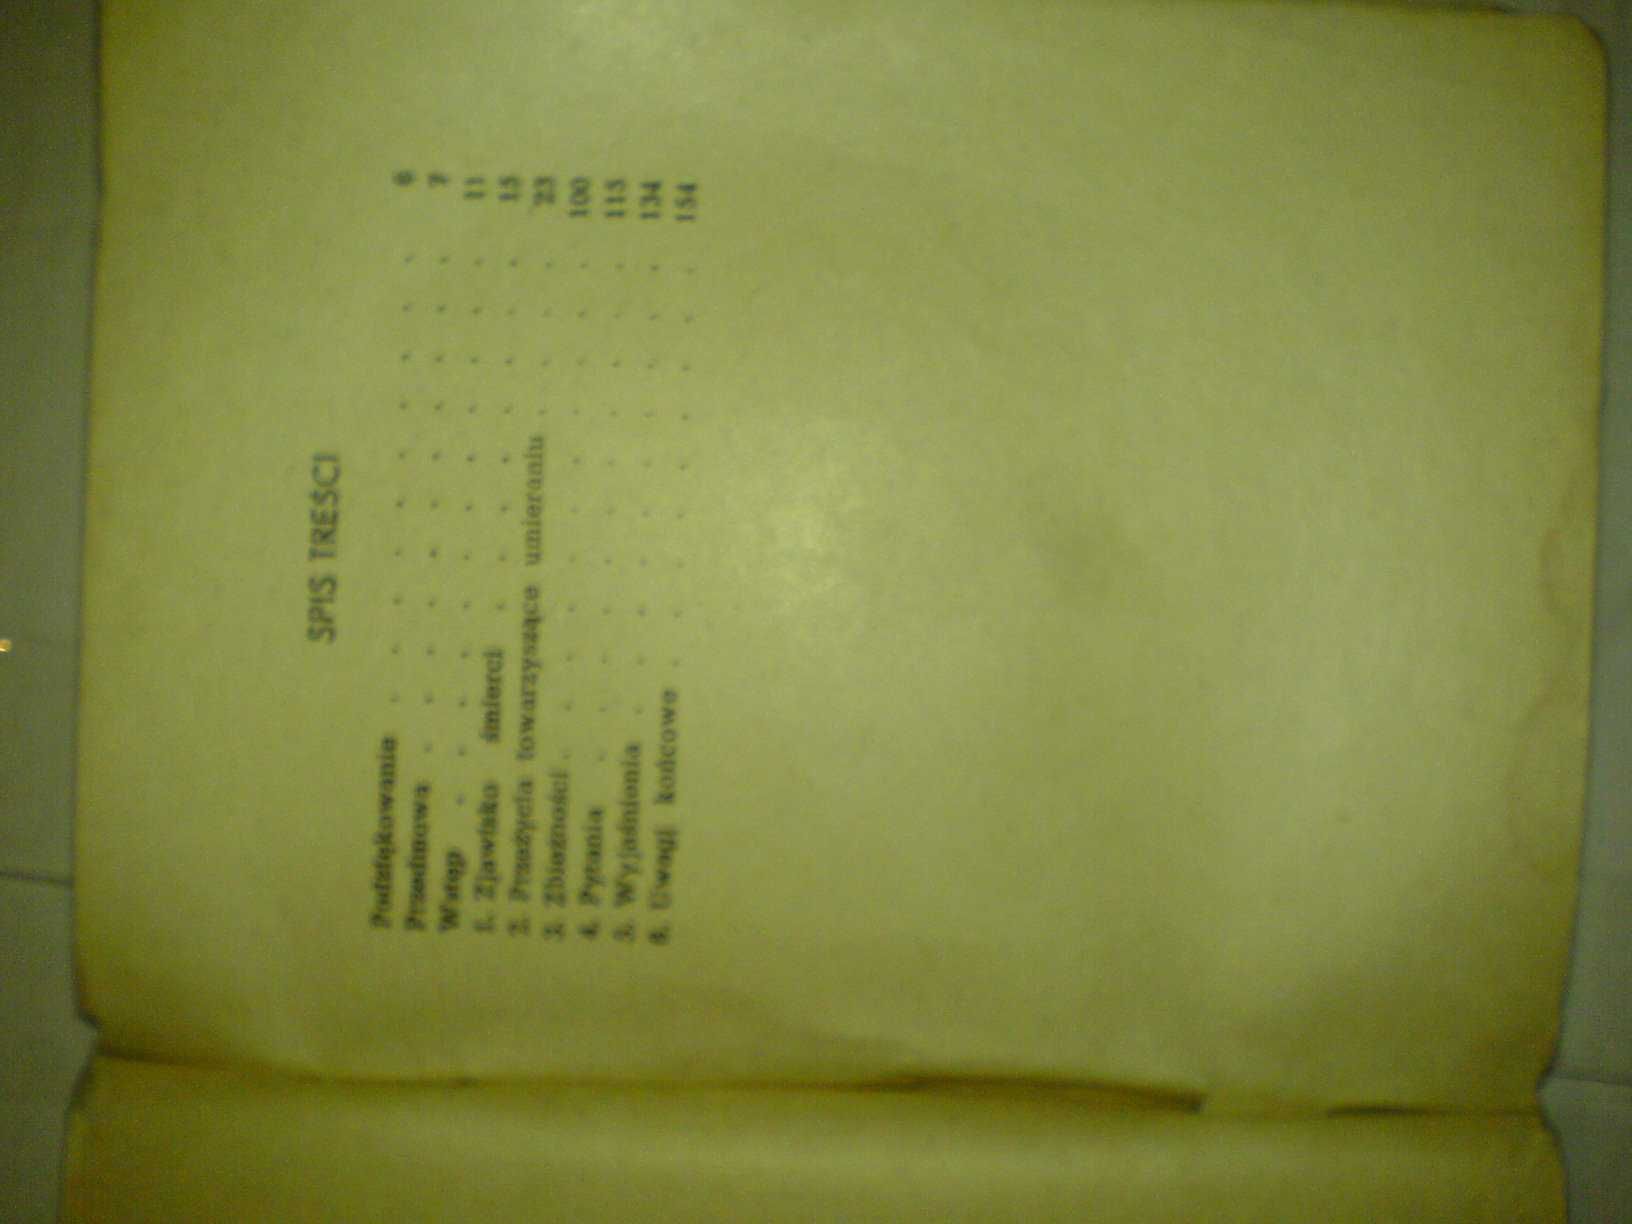 SPIS TREŚCI
Podziękowanie . . . . . . . . . . 6
Przedmowa . . . . . . . . . . . 7
Wstęp . . . . . . . . . . . . 11
1. Zjawisko śmierci . . . . . . . . 15
2. Przeżycia towarzyszące umieraniu . . . . 23
3. Zbieżności . . . . . . . . . . . 100
4. Pytania . . . . . . . . . . . 115
5. Wyjaśnienia . . . . . . . . . . 134
6. Uwagi końcowe . . . . . . . . . 154